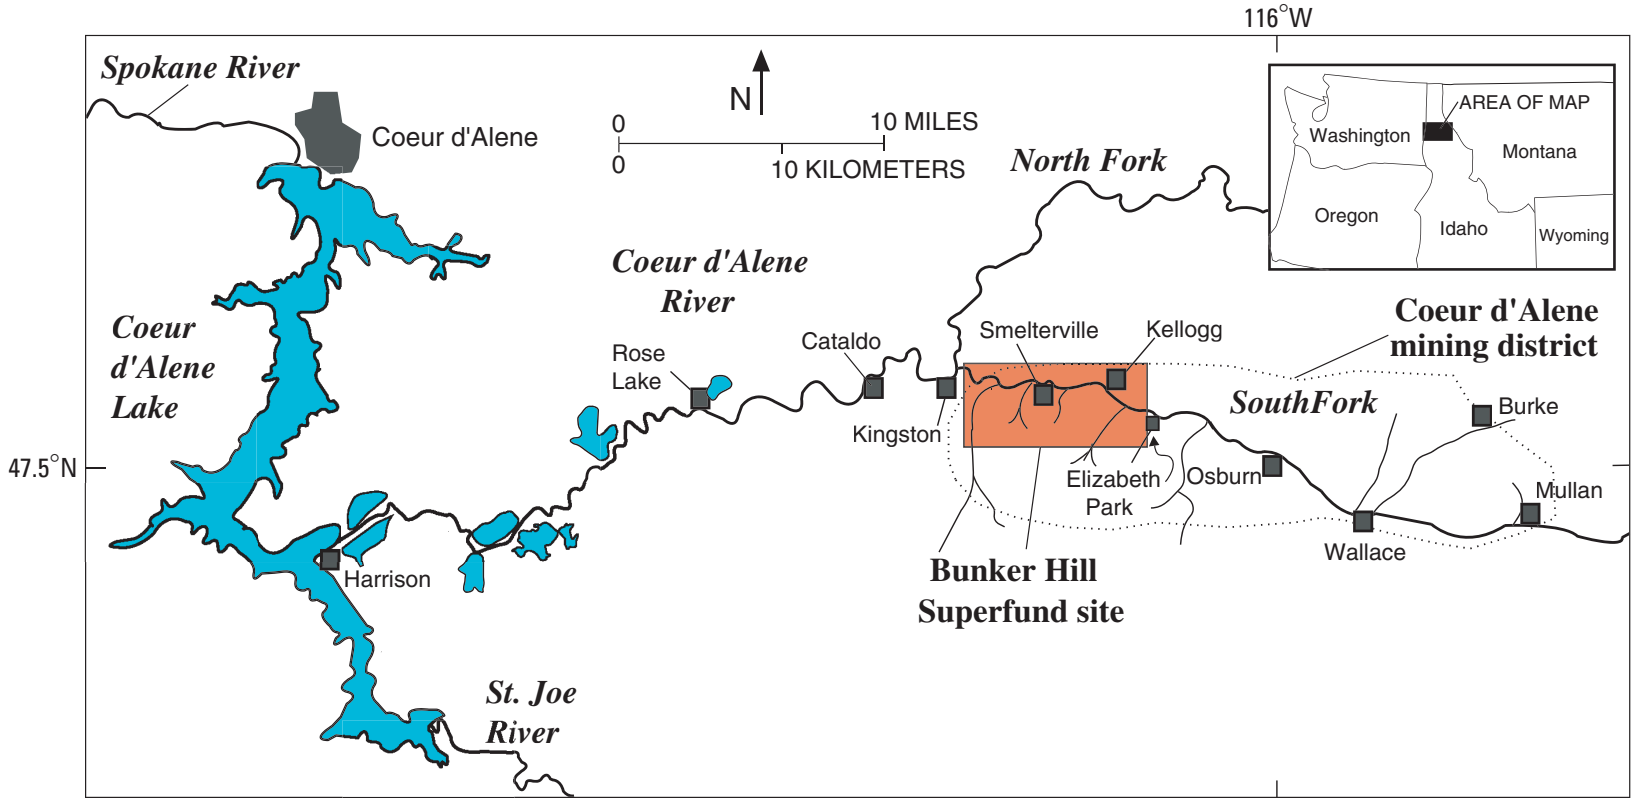 116°W
Spokane River
Coeur d'Alene
N
0
10 MILES
0
10 KILOMETERS
North Fork
AREA OF MAP
Washington
Montana
Oregon
Idaho
Wyoming
Coeur d'Alene
River
Coeur
d'Alene
Lake
Rose
Lake
Cataldo
Smelterville
Kellogg
Coeur d'Alene
mining district
Kingston
SouthFork
Burke
47.5°N
Elizabeth
Park
Osburn
Mullan
Wallace
Harrison
Bunker Hill
Superfund site
St. Joe
River